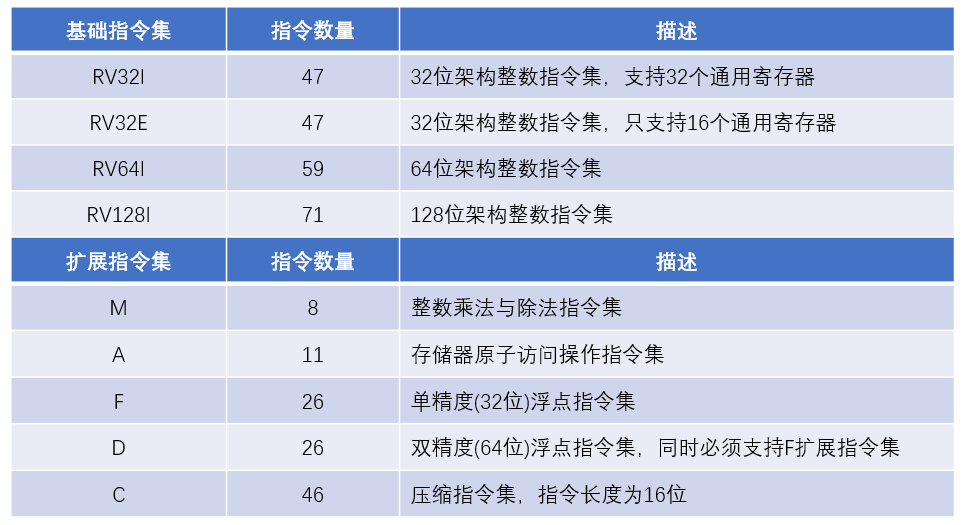 基础指令集 指令数量 描述
RV32I 47 32位架构整数指令集，支持32个通用寄存器
RV32E 47 32位架构整数指令集，只支持16个通用寄存器
RV64I 59 64位架构整数指令集
RV128I 71 128位架构整数指令集
扩展指令集 指令数量 描述
M 8 整数乘法与除法指令集
A 11 存储器原子访问操作指令集
F 26 单精度(32位)浮点指令集
D 26 双精度(64位)浮点指令集，同时必须支持F扩展指令集
C 46 压缩指令集，指令长度为16位